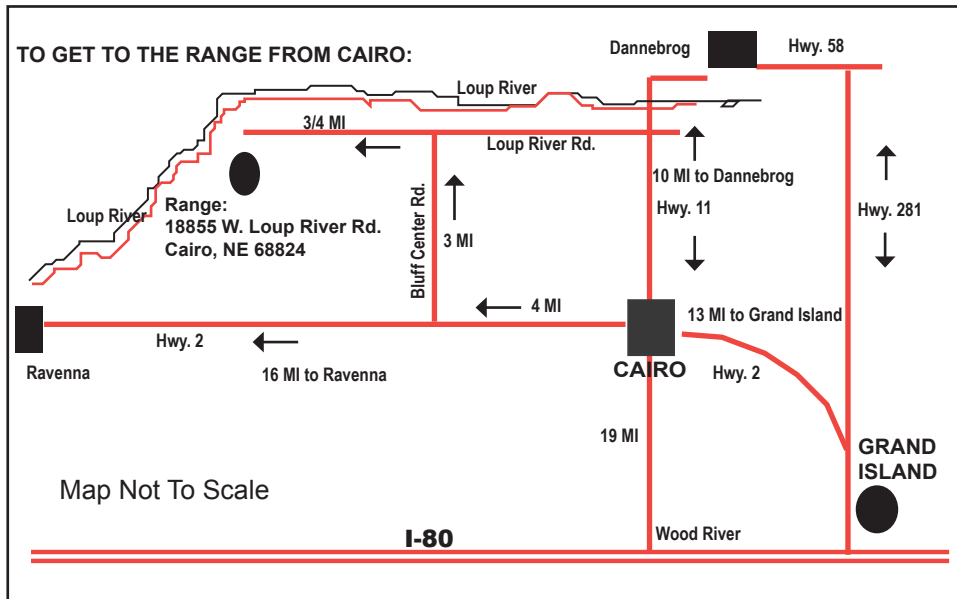 TO GET TO THE RANGE FROM CAIRO:
Dannebrog
Hwy. 58
Loup River
3/4 MI
Loup River Rd.
10 MI to Dannebrog
Loup River
Range:
18855 W. Loup River Rd.
Cairo, NE 68824
Bluff Center Rd.
3 MI
Hwy. 11
Hwy. 281
4 MI
13 MI to Grand Island
Hwy. 2
Ravenna
16 MI to Ravenna
CAIRO
Hwy. 2
19 MI
GRAND
ISLAND
Map Not To Scale
I-80
Wood River